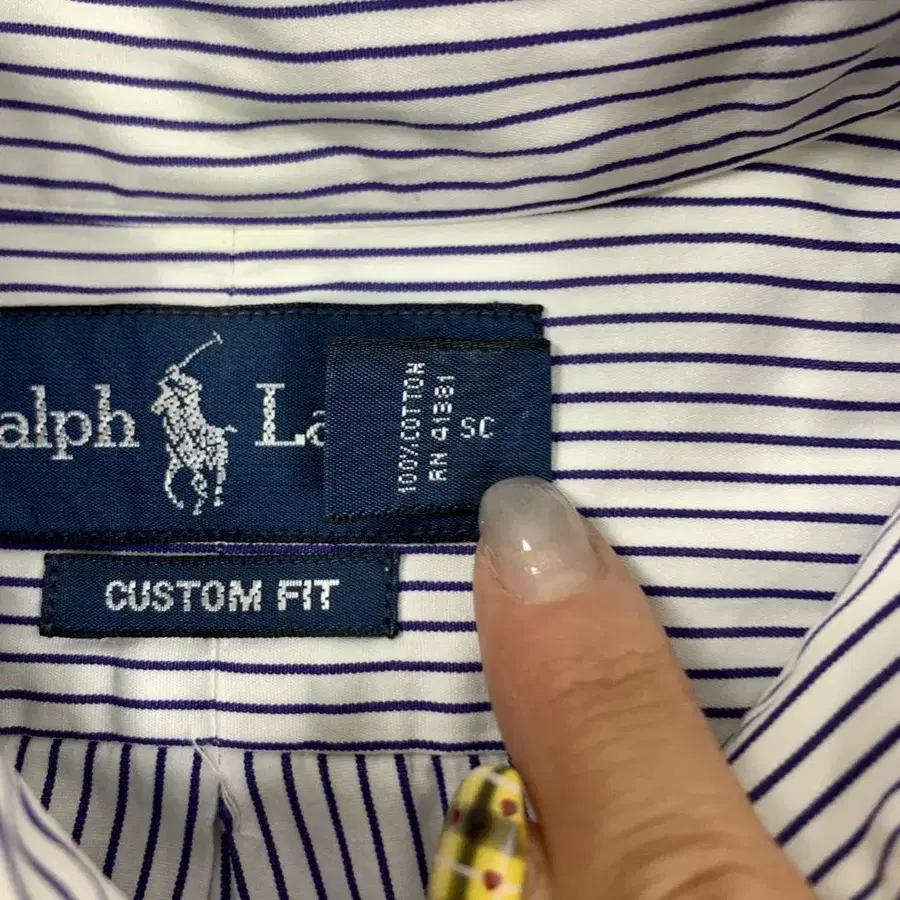 alph La
100% COTTON
RN 41381
SC
CUSTOM FIT